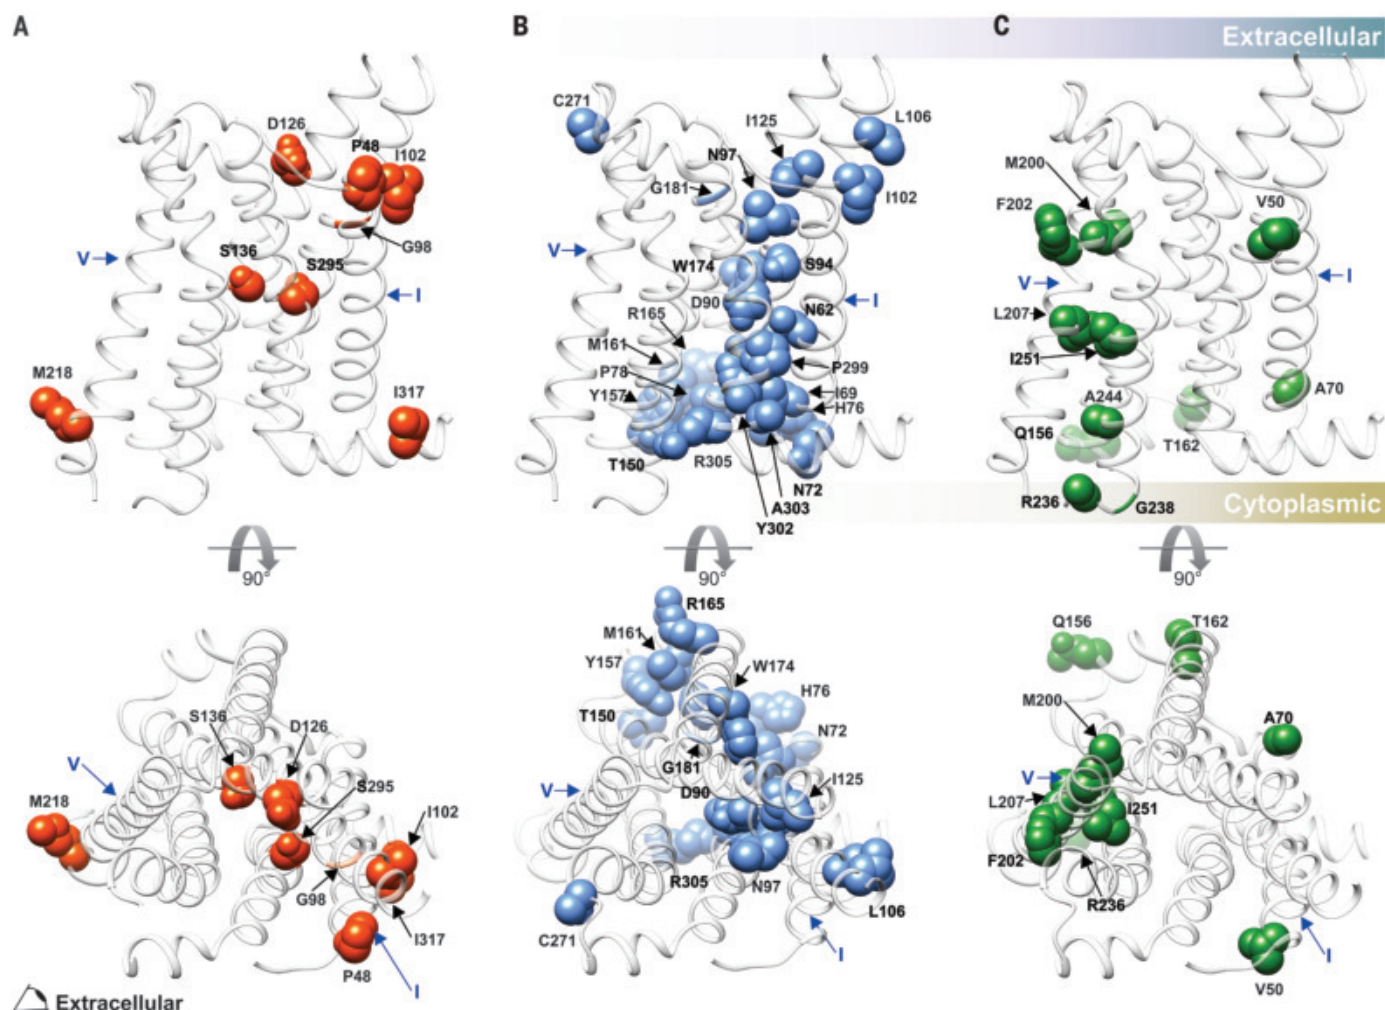 A
B
C
Extracellular
D126
P48
I102
G98
S136
S295
V
I
M218
I317
C271
I125
L106
N97
G181
I102
V
W174
S94
D90
I
N62
R165
M161
P299
P78
I69
Y157
H76
T150
R305
N72
A303
Y302
M200
F202
V50
V
I
L207
I251
A70
A244
Q156
T162
R236
G238
Cytoplasmic
90°
90°
90°
S136
D126
V
S295
M218
I102
G98
I317
P48
I
Extracellular
R165
M161
Y157
W174
H76
T150
N72
G181
I125
V
D90
R305
N97
L106
C271
I
Q156
T162
M200
A70
V
L207
I251
F202
R236
I
V50